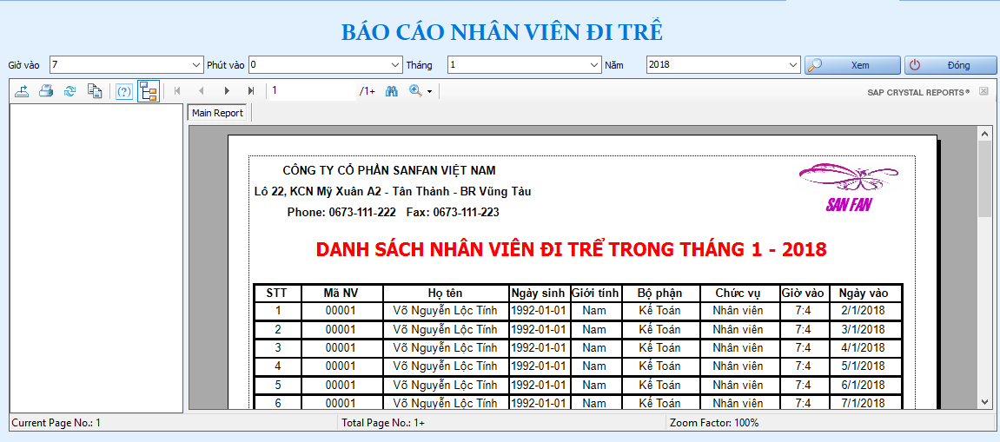 BÁO CÁO NHÂN VIÊN ĐI TRỄ
Giờ vào 7 Phút vào 0 Tháng 1 Năm 2018 Xem Đóng
1 /1+ SAP CRYSTAL REPORTS®
Main Report
CÔNG TY CỔ PHẦN SANFAN VIỆT NAM
Lô 22, KCN Mỹ Xuân A2 - Tân Thành - BR Vũng Tàu
Phone: 0673-111-222 Fax: 0673-111-223
SAN FAN
DANH SÁCH NHÂN VIÊN ĐI TRỂ TRONG THÁNG 1 - 2018
STT Mã NV Họ tên Ngày sinh Giới tính Bộ phận Chức vụ Giờ vào Ngày vào
1 00001 Võ Nguyễn Lộc Tính 1992-01-01 Nam Kế Toán Nhân viên 7:4 2/1/2018
2 00001 Võ Nguyễn Lộc Tính 1992-01-01 Nam Kế Toán Nhân viên 7:4 3/1/2018
3 00001 Võ Nguyễn Lộc Tính 1992-01-01 Nam Kế Toán Nhân viên 7:4 4/1/2018
4 00001 Võ Nguyễn Lộc Tính 1992-01-01 Nam Kế Toán Nhân viên 7:4 5/1/2018
5 00001 Võ Nguyễn Lộc Tính 1992-01-01 Nam Kế Toán Nhân viên 7:4 6/1/2018
6 00001 Võ Nguyễn Lộc Tính 1992-01-01 Nam Kế Toán Nhân viên 7:4 7/1/2018
Current Page No.: 1 Total Page No.: 1+ Zoom Factor: 100%